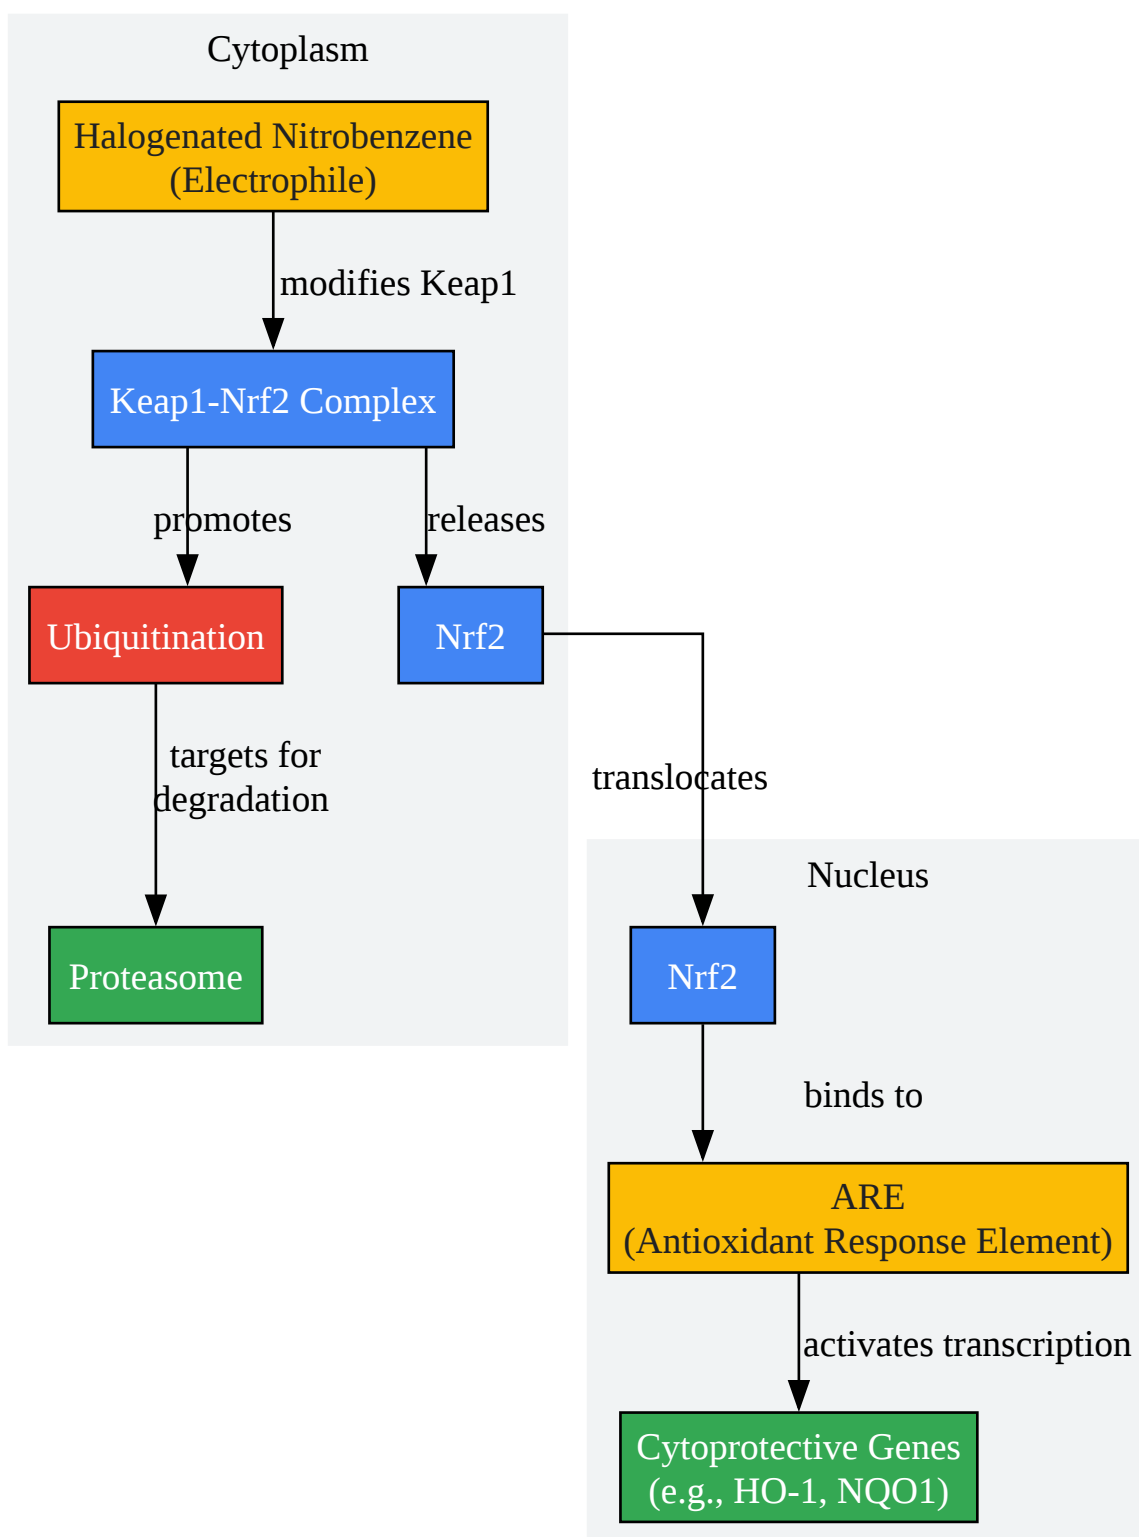 Cytoplasm
Halogenated Nitrobenzene
(Electrophile)
modifies Keap1
Keap1-Nrf2 Complex
promotes
releases
Ubiquitination
Nrf2
targets for
degradation
translocates
Nucleus
Proteasome
Nrf2
binds to
ARE
(Antioxidant Response Element)
activates transcription
Cytoprotective Genes
(e.g., HO-1, NQO1)